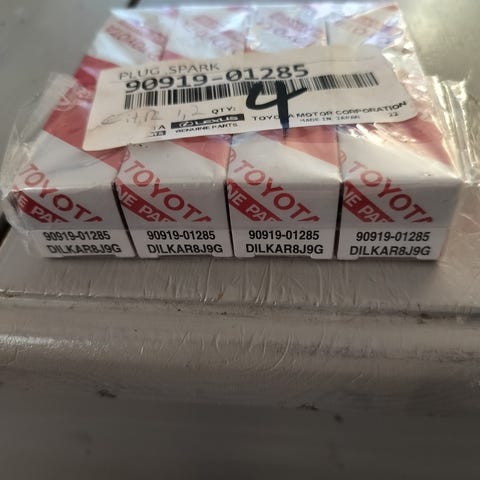 PLUG, SPARK
90919-01285
QTY:
4
LEXUS
TOYOTA MOTOR CORPORATION
GENUINE PARTS
MADE IN JAPAN
22
TOYOTA
TOYOTA
TOYOTA
TOYOTA
90919-01285
DILKAR8J9G
90919-01285
DILKAR8J9G
90919-01285
DILKAR8J9G
90919-01285
DILKAR8J9G